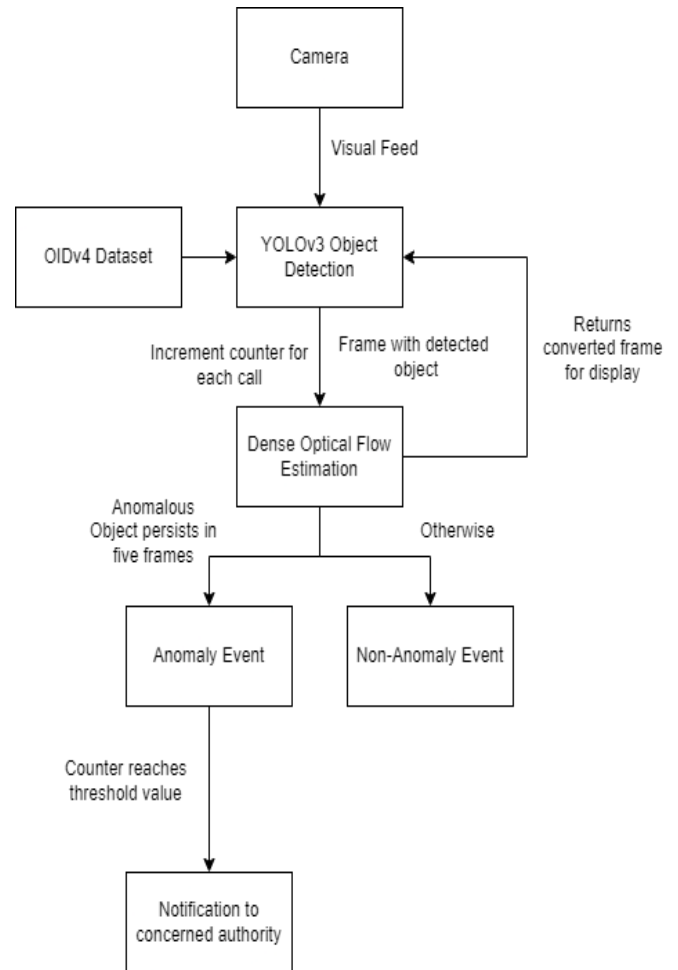 Camera
Visual Feed
OIDv4 Dataset
YOLOv3 Object
Detection
Increment counter for
each call
Frame with detected
object
Returns
converted frame
for display
Dense Optical Flow
Estimation
Anomalous
Object persists in
five frames
Otherwise
Anomaly Event
Non-Anomaly Event
Counter reaches
threshold value
Notification to
concerned authority